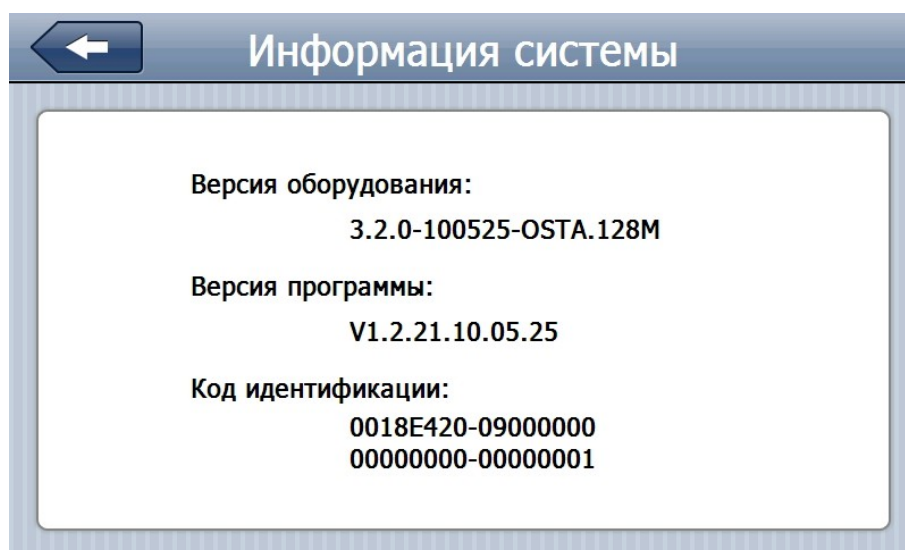 Информация системы
Версия оборудования:
3.2.0-100525-OSTA.128M
Версия программы:
V1.2.21.10.05.25
Код идентификации:
0018E420-09000000
00000000-00000001